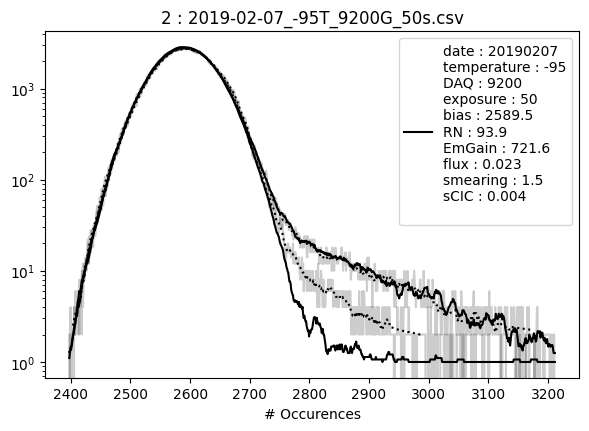 2 : 2019-02-07_-95T_9200G_50s.csv
date : 20190207
temperature : -95
DAQ : 9200
exposure : 50
bias : 2589.5
RN : 93.9
EmGain : 721.6
flux : 0.023
smearing : 1.5
sCIC : 0.004
10³
10²
10¹
10⁰
2400 2500 2600 2700 2800 2900 3000 3100 3200
# Occurences